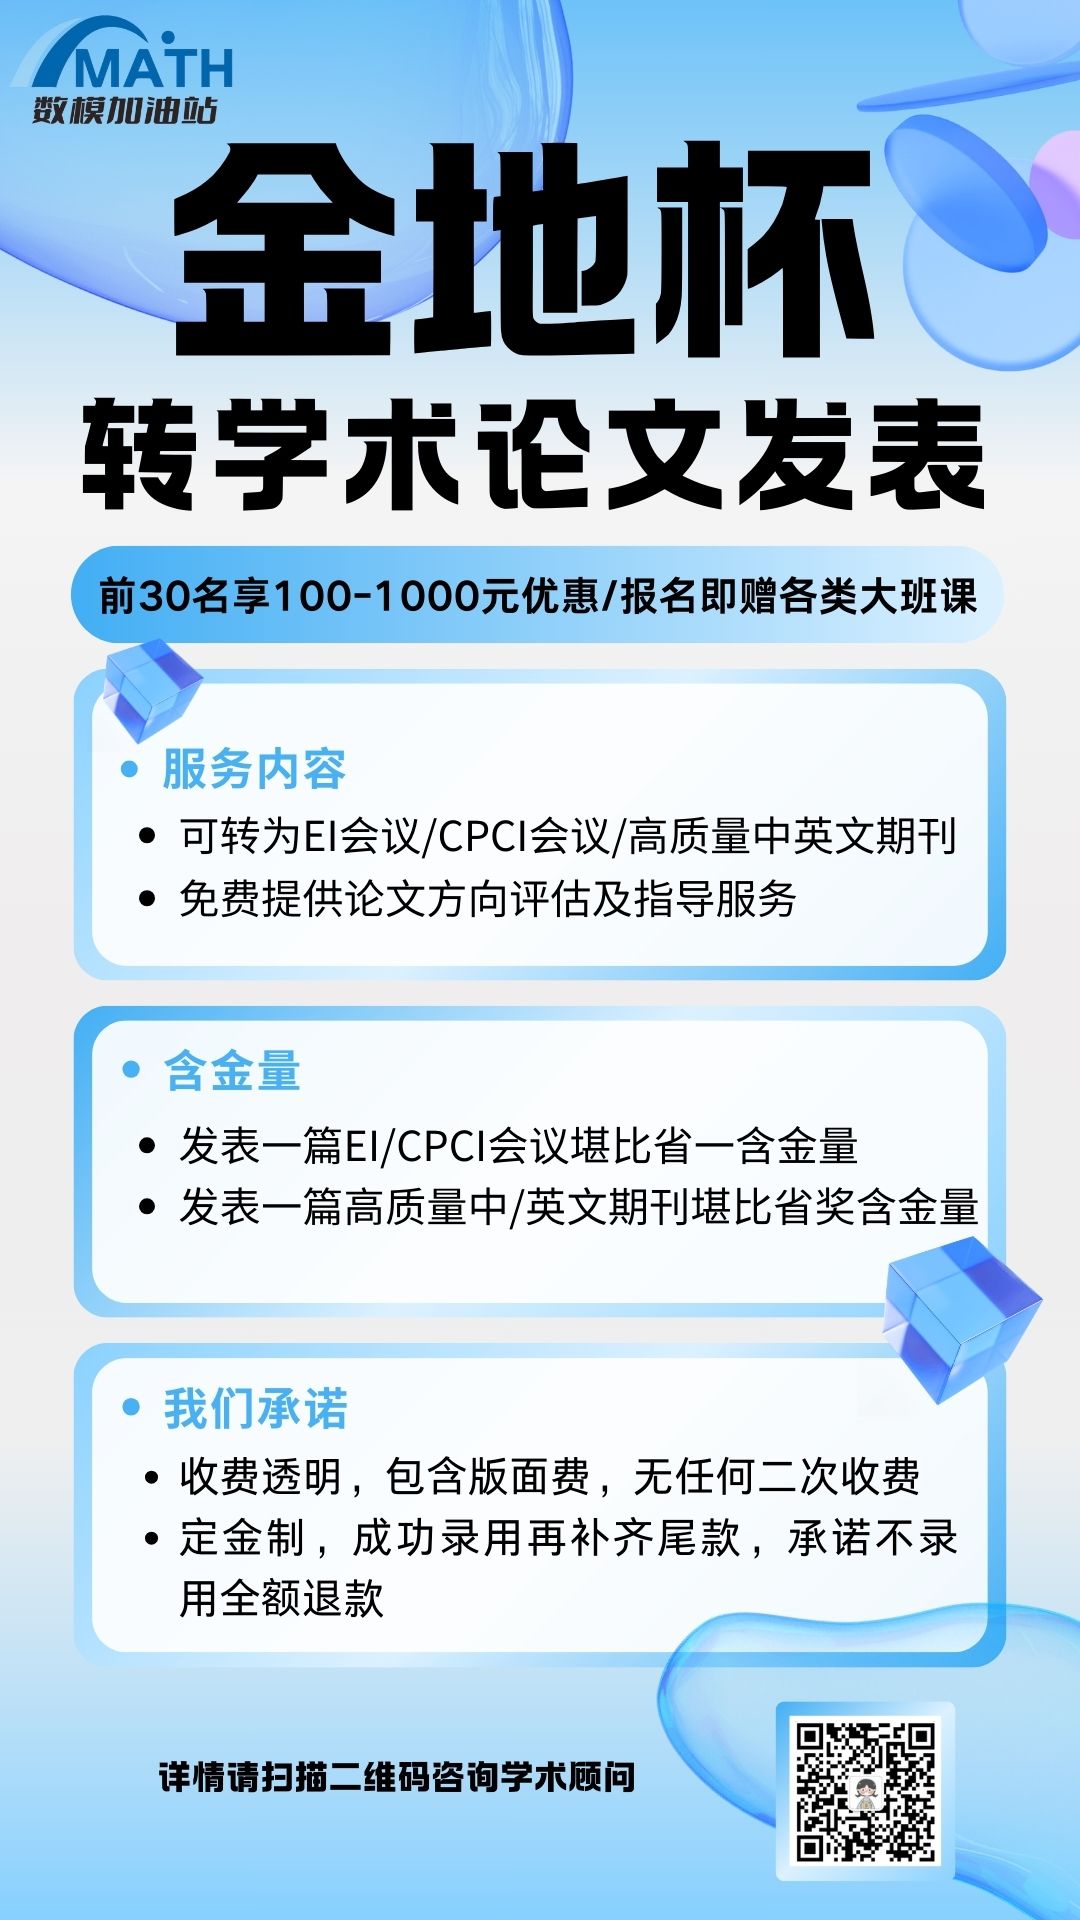 MATH
数模加油站
金地杯
转学术论文发表
前30名享100-1000元优惠/报名即赠各类大班课
服务内容
可转为EI会议/CPCI会议/高质量中英文期刊
免费提供论文方向评估及指导服务
含金量
发表一篇EI/CPCI会议堪比省一含金量
发表一篇高质量中/英文期刊堪比省奖含金量
我们承诺
收费透明，包含版面费，无任何二次收费
定金制，成功录用再补齐尾款，承诺不录
用全额退款
详情请扫描二维码咨询学术顾问